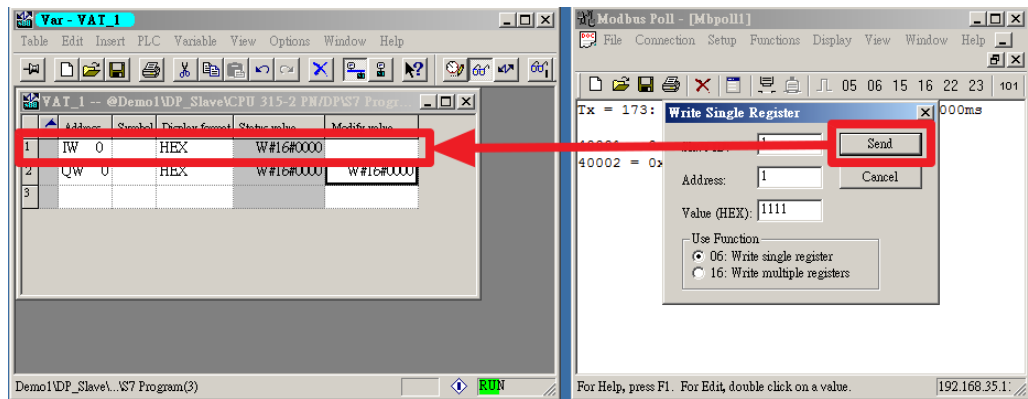 Var - VAT_1
Table Edit Insert PLC Variable View Options Window Help
VAT_1 -- @Demo1\DP_Slave\CPU 315-2 PN/DP\S7 Progr...
Address Symbol Display format Status value Modify value
1 IW 0 HEX W#16#0000
2 QW 0 HEX W#16#0000 W#16#0000
3
Demo1\DP_Slave\...\S7 Program(3) RUN
Modbus Poll - [Mbpoll1]
File Connection Setup Functions Display View Window Help
05 06 15 16 22 23 101
Tx = 173: 000ms
40002 = 0x
Write Single Register
1 Send
Address: 1 Cancel
Value (HEX): 1111
Use Function
06: Write single register
16: Write multiple registers
For Help, press F1. For Edit, double click on a value. 192.168.35.1